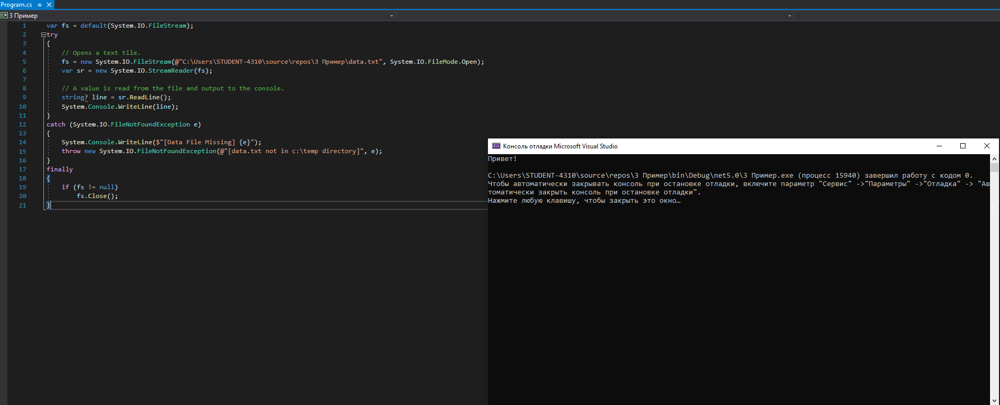 Program.cs
C# 3 Пример
1 var fs = default(System.IO.FileStream);
2 try
3 {
4 // Opens a text tile.
5 fs = new System.IO.FileStream(@"C:\Users\STUDENT-4310\source\repos\3 Пример\data.txt", System.IO.FileMode.Open);
6 var sr = new System.IO.StreamReader(fs);
7
8 // A value is read from the file and output to the console.
9 string? line = sr.ReadLine();
10 System.Console.WriteLine(line);
11 }
12 catch (System.IO.FileNotFoundException e)
13 {
14 System.Console.WriteLine($"[Data File Missing] {e}");
15 throw new System.IO.FileNotFoundException(@"[data.txt not in c:\temp directory]", e);
16 }
17 finally
18 {
19 if (fs != null)
20 fs.Close();
21 }
Консоль отладки Microsoft Visual Studio
Привет!
C:\Users\STUDENT-4310\source\repos\3 Пример\bin\Debug\net5.0\3 Пример.exe (процесс 15940) завершил работу с кодом 0.
Чтобы автоматически закрывать консоль при остановке отладки, включите параметр "Сервис" ->"Параметры" ->"Отладка" -> "Ав
томатически закрыть консоль при остановке отладки".
Нажмите любую клавишу, чтобы закрыть это окно…